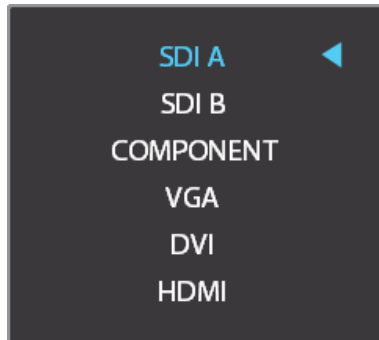 SDI A
SDI B
COMPONENT
VGA
DVI
HDMI